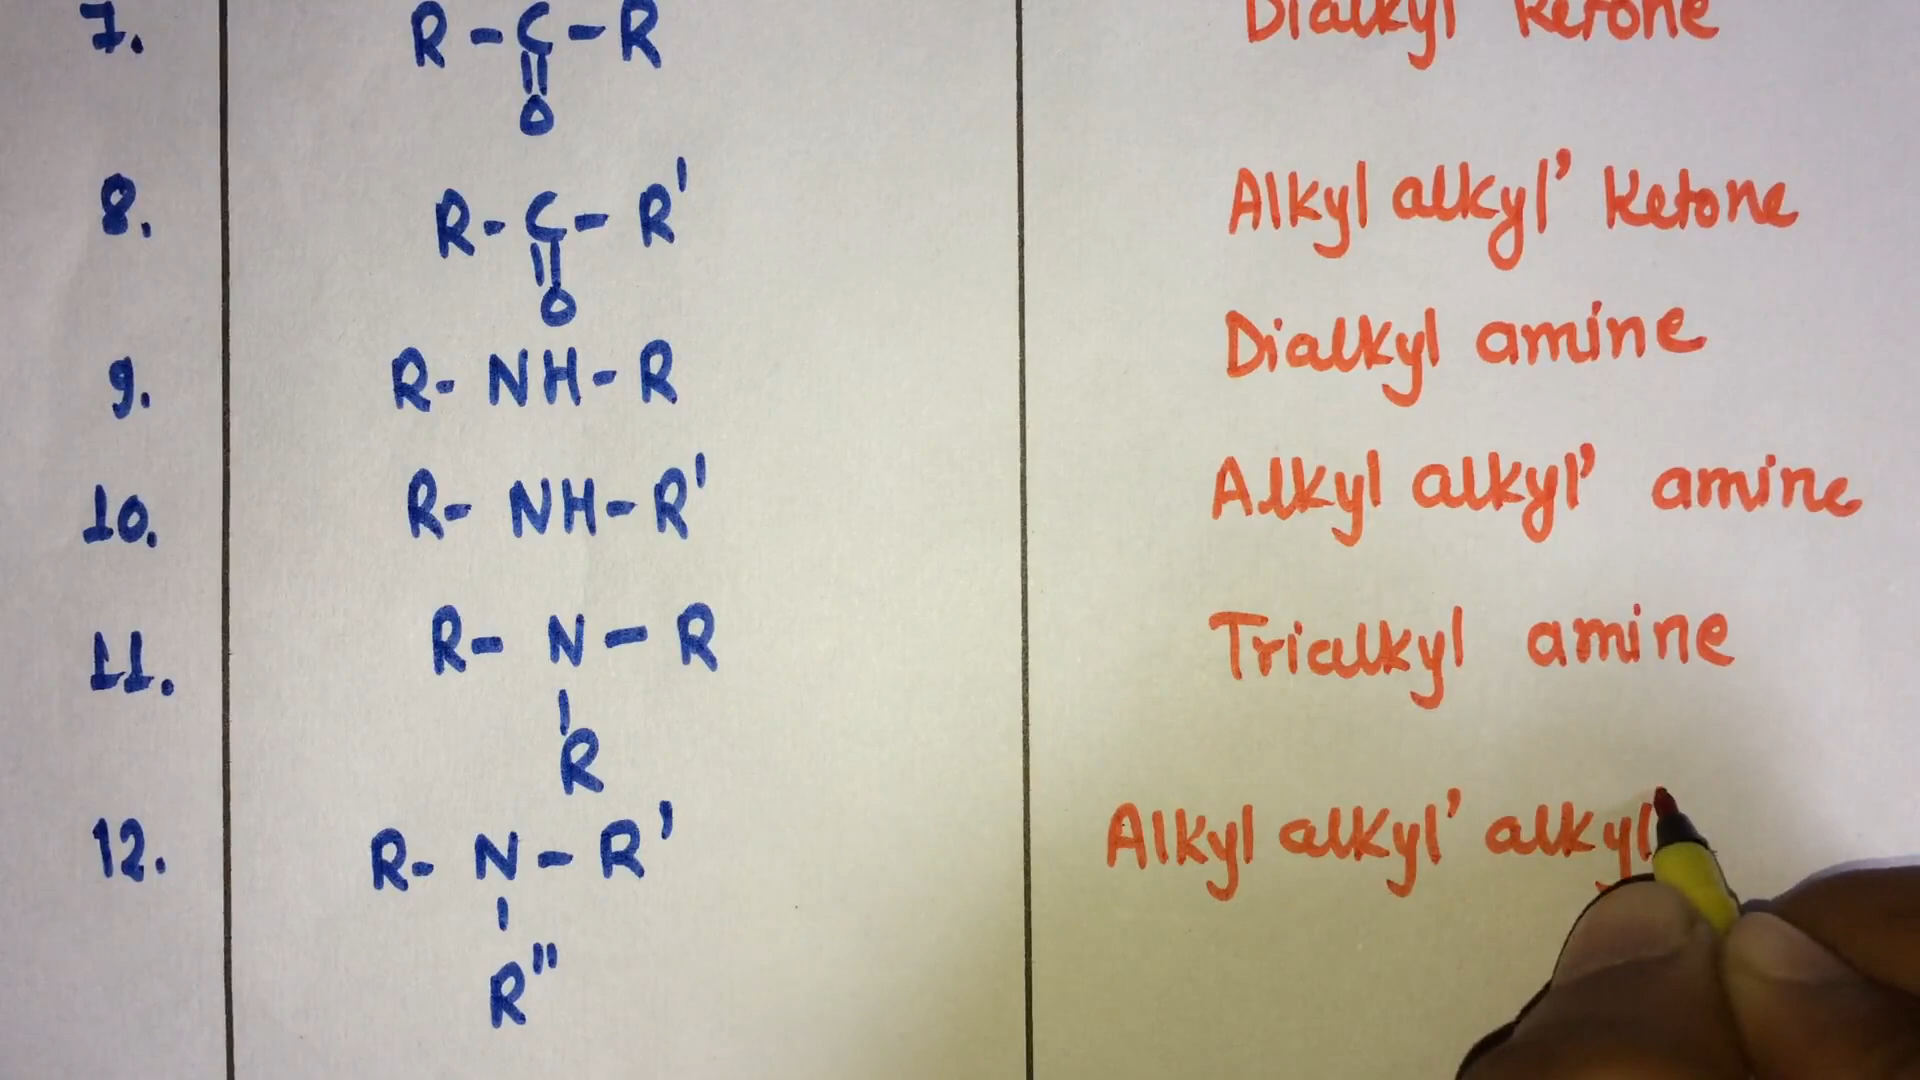 7. R-C-R Dialkyl Ketone
||
O
8. R-C-R' Alkyl alkyl' Ketone
||
O
9. R-NH-R Dialkyl amine
10. R-NH-R' Alkyl alkyl' amine
11. R-N-R Trialkyl amine
|
R
12. R-N-R' Alkyl alkyl' alkyl
|
R"